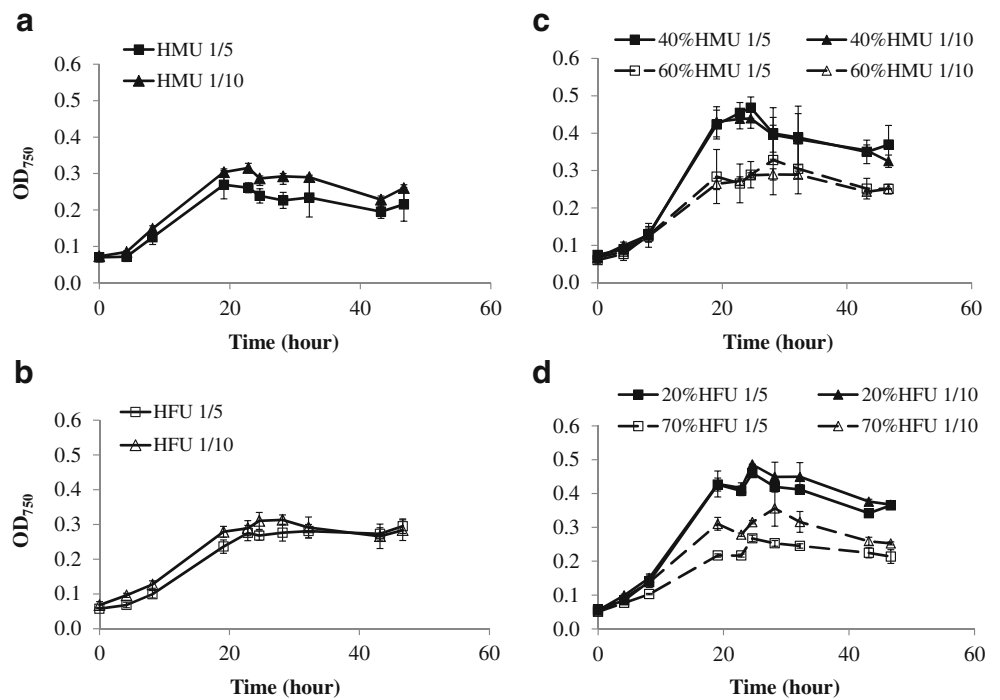 a
HMU 1/5
HMU 1/10
0.6
0.5
0.4
0.3
0.2
0.1
0.0
OD750
0
20
40
60
Time (hour)
c
40%HMU 1/5
40%HMU 1/10
60%HMU 1/5
60%HMU 1/10
0.6
0.5
0.4
0.3
0.2
0.1
0.0
0
20
40
60
Time (hour)
b
HFU 1/5
HFU 1/10
0.6
0.5
0.4
0.3
0.2
0.1
0.0
OD750
0
20
40
60
Time (hour)
d
20%HFU 1/5
20%HFU 1/10
70%HFU 1/5
70%HFU 1/10
0.6
0.5
0.4
0.3
0.2
0.1
0.0
0
20
40
60
Time (hour)